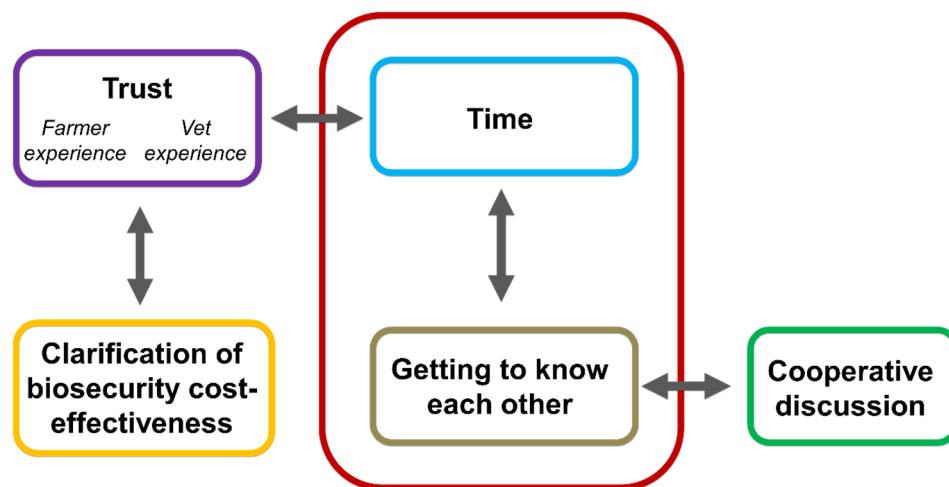 Trust
Farmer experience
Vet experience
Time
Clarification of
biosecurity cost-
effectiveness
Getting to know
each other
Cooperative
discussion